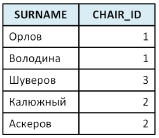 SURNAME CHAIR_ID
Орлов 1
Володина 1
Шуверов 3
Калюжный 2
Аскеров 2